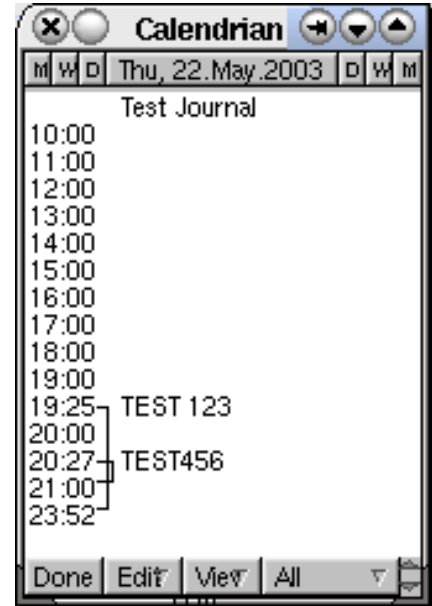 Calendrian
M W D Thu, 22.May.2003 D W M
Test Journal
10:00
11:00
12:00
13:00
14:00
15:00
16:00
17:00
18:00
19:00
19:25 TEST 123
20:00
20:27 TEST456
21:00
23:52
Done Edit View All